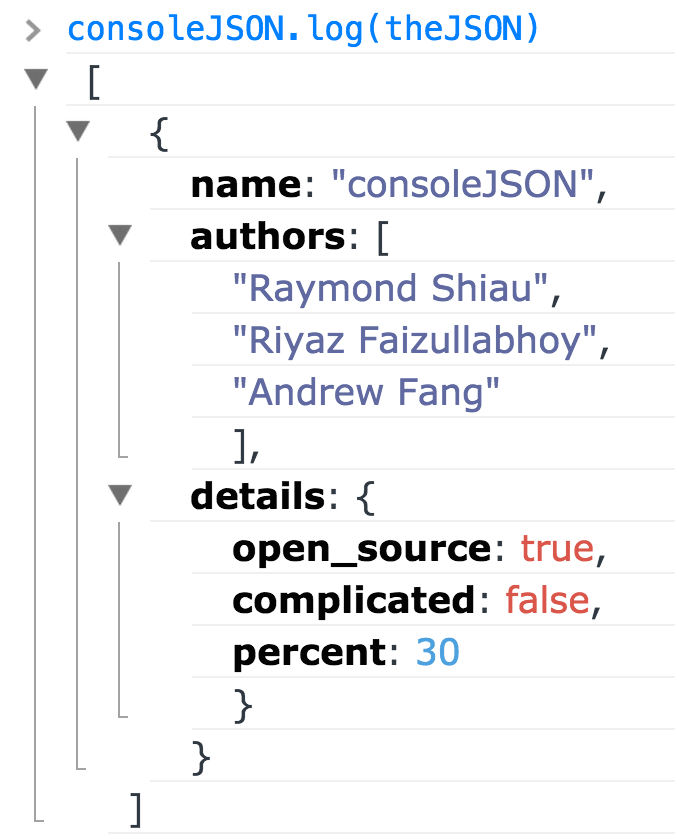 consoleJSON.log(theJSON)
[
{
name: "consoleJSON",
authors: [
"Raymond Shiau",
"Riyaz Faizullabhoy",
"Andrew Fang"
],
details: {
open_source: true,
complicated: false,
percent: 30
}
}
]